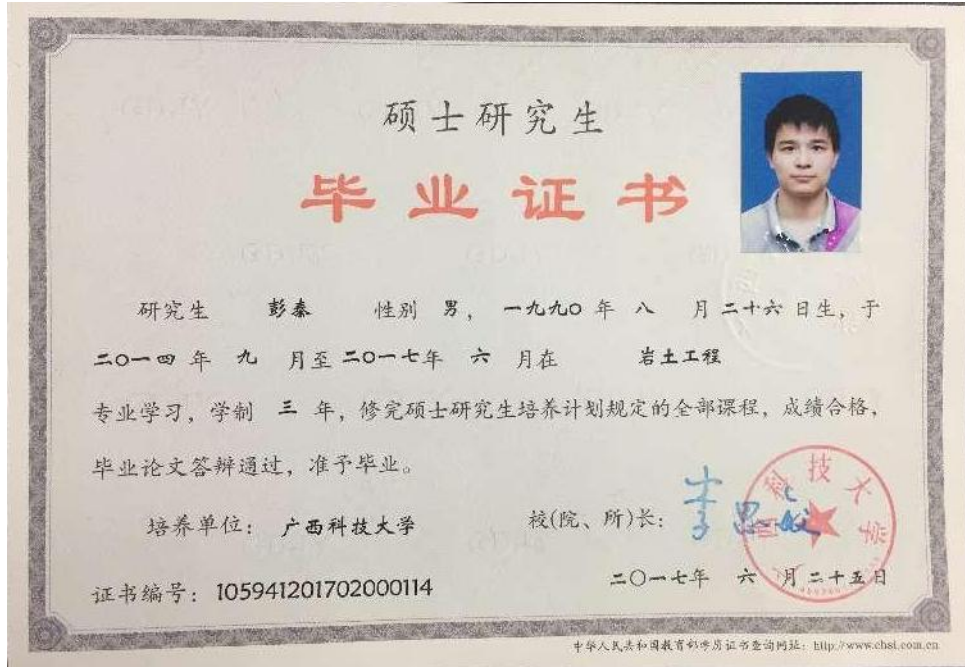 硕士研究生
毕业证书
研究生 彭泰 性别 男, 一九九〇 年 八 月 二十六 日生, 于
二〇一四 年 九 月至 二〇一七年 六 月在 岩土工程
专业学习, 学制 三 年, 修完硕士研究生培养计划规定的全部课程, 成绩合格,
毕业论文答辩通过, 准予毕业。
培养单位: 广西科技大学
校(院、所)长:
证书编号: 105941201702000114
二〇一七年 六 月 二十五日
西科技大学
中华人民共和国教育部学历证书查询网址: http://www.chsi.com.cn